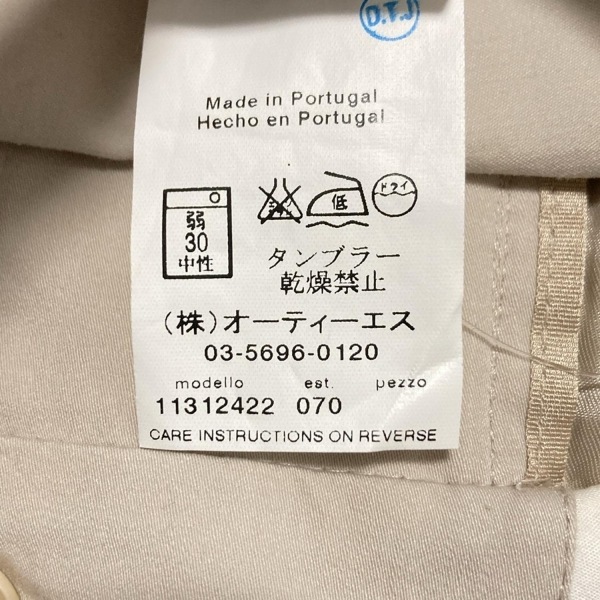 D.T.J
Made in Portugal
Hecho en Portugal
弱
30
中性
低
ドライ
タンブラー
乾燥禁止
(株)オーティーエス
03-5696-0120
modello est. pezzo
11312422 070
CARE INSTRUCTIONS ON REVERSE